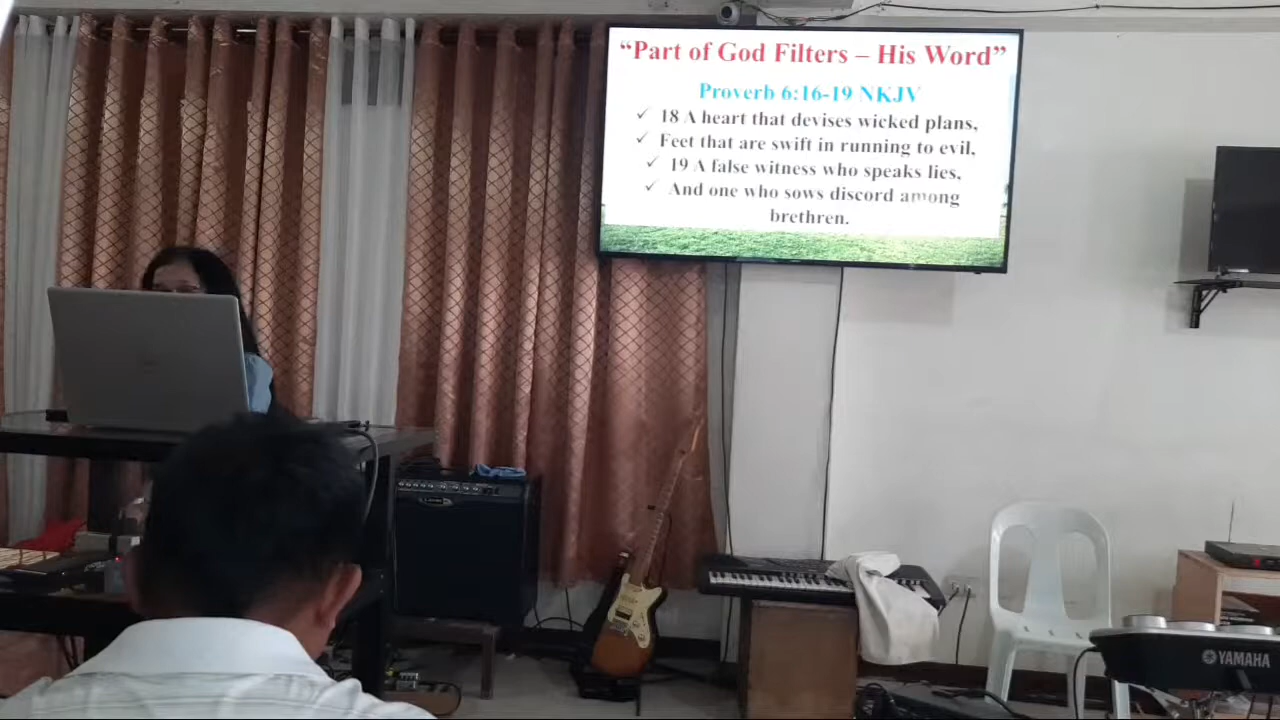 “Part of God Filters – His Word”
Proverb 6:16-19 NKJV
✓ 18 A heart that devises wicked plans,
✓ Feet that are swift in running to evil,
✓ 19 A false witness who speaks lies,
✓ And one who sows discord among
brethren.
YAMAHA